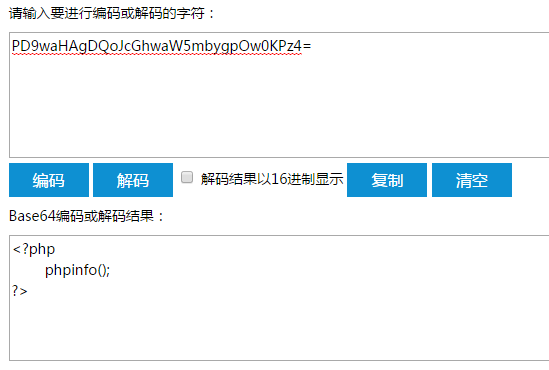 请输入要进行编码或解码的字符：
PD9waHAgDQoJcGhwaW5mbygpOw0KPz4=
编码 解码 解码结果以16进制显示 复制 清空
Base64编码或解码结果：
<?php
phpinfo();
?>